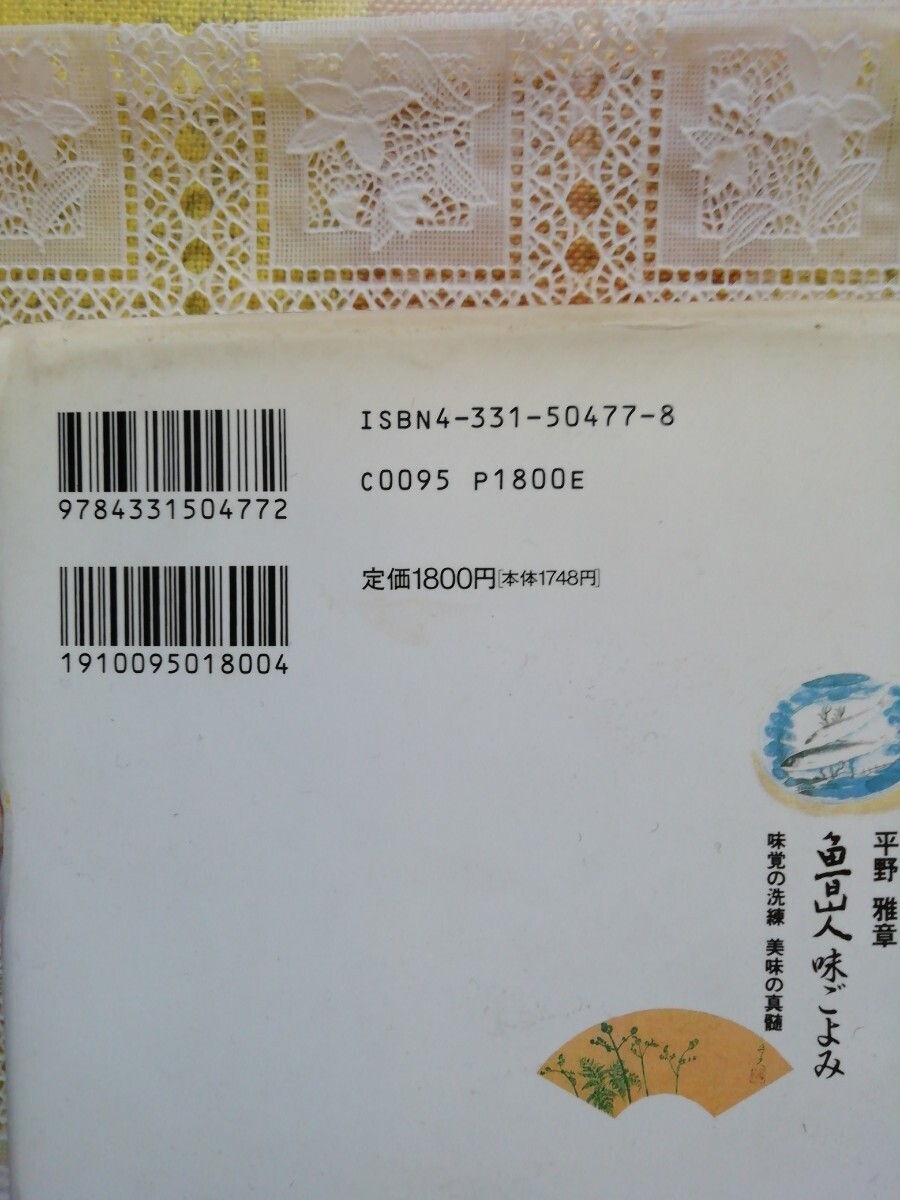 9784331504772
ISBN4-331-50477-8
C0095 P1800E
1910095018004
定価1800円[本体1748円]
平野 雅章
魯山人味ごよみ
味覚の洗練 美味の真髄